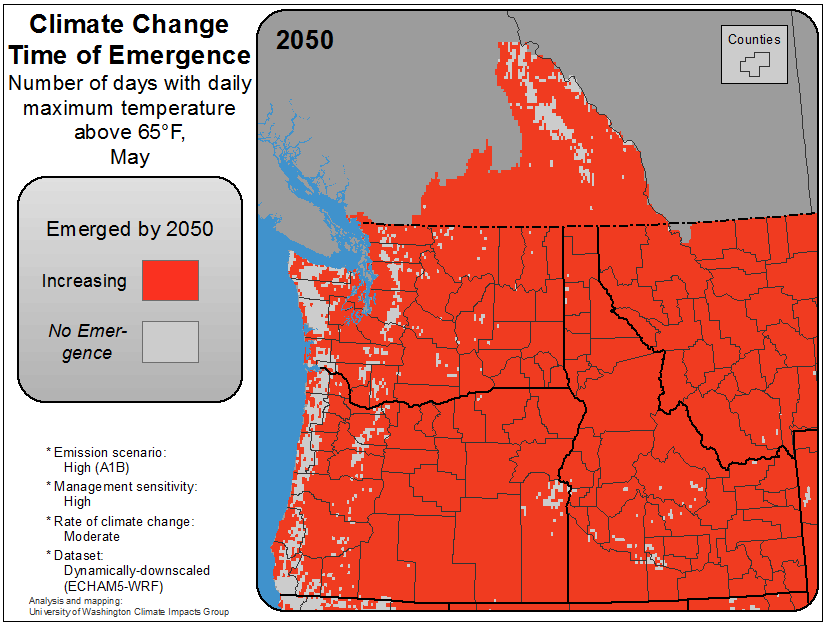 Climate Change
Time of Emergence
Number of days with daily
maximum temperature
above 65°F,
May
Emerged by 2050
Increasing
No Emer-
gence
* Emission scenario:
High (A1B)
* Management sensitivity:
High
* Rate of climate change:
Moderate
* Dataset:
Dynamically-downscaled
(ECHAM5-WRF)
Analysis and mapping:
University of Washington Climate Impacts Group
2050
Counties